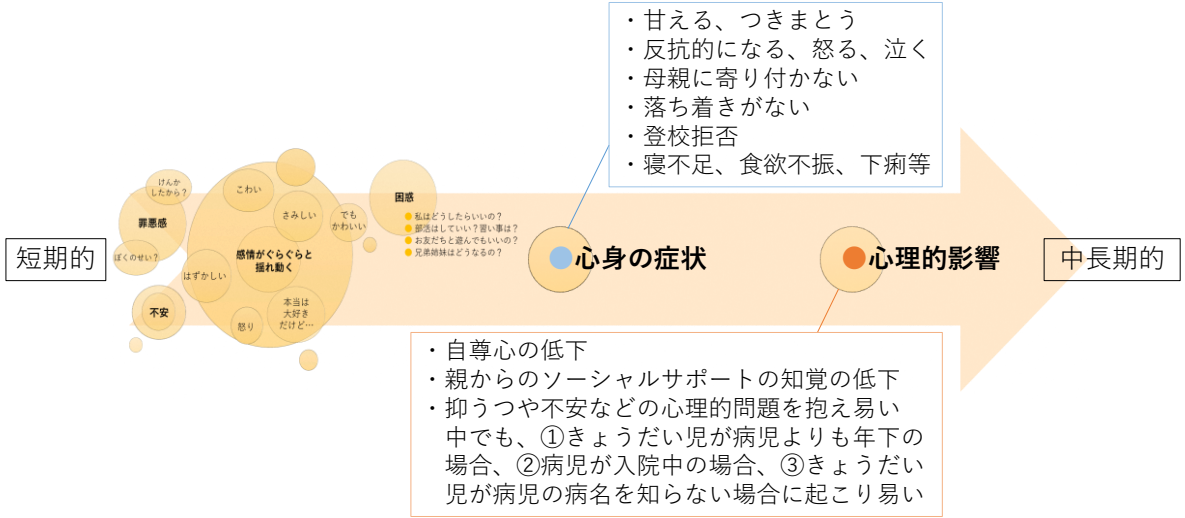 ・甘える、つきまとう
・反抗的になる、怒る、泣く
・母親に寄り付かない
・落ち着きがない
・登校拒否
・寝不足、食欲不振、下痢等
短期的
けんか
したから？
罪悪感
ぼくのせい？
不安
こわい
さみしい
でも
かわいい
感情がぐらぐらと
揺れ動く
はずかしい
怒り
本当は
大好き
だけど…
困惑
私はどうしたらいいの？
部活はしていい？習い事は？
お友だちと遊んでもいいの？
兄弟姉妹はどうなるの？
心身の症状
心理的影響
中長期的
・自尊心の低下
・親からのソーシャルサポートの知覚の低下
・抑うつや不安などの心理的問題を抱え易い
中でも、①きょうだい児が病児よりも年下の
場合、②病児が入院中の場合、③きょうだい
児が病児の病名を知らない場合に起こり易い